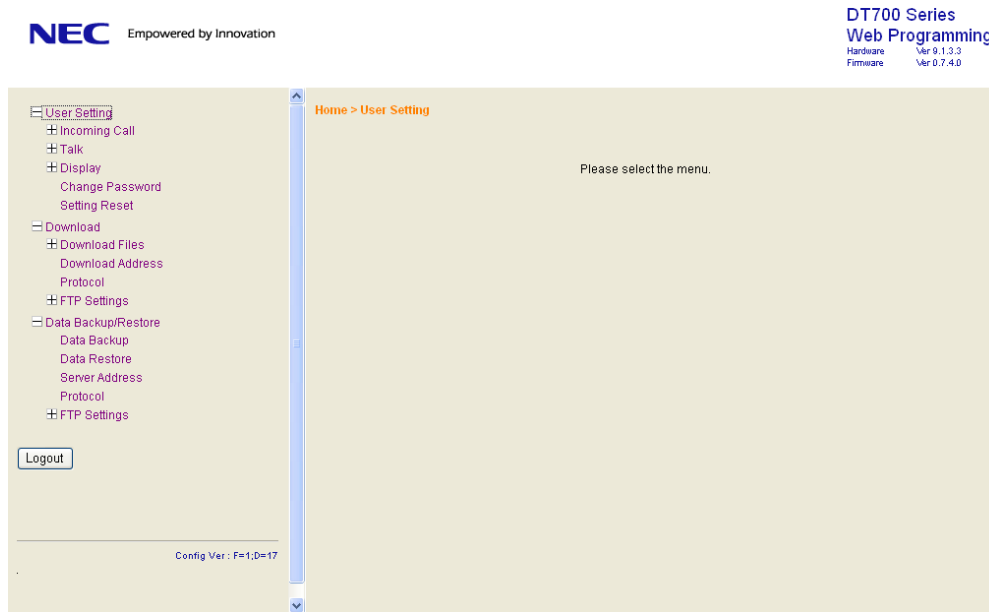 NEC Empowered by Innovation
DT700 Series
Web Programming
Hardware Ver 9.1.3.3
Firmware Ver 0.7.4.0
User Setting
Incoming Call
Talk
Display
Change Password
Setting Reset
Download
Download Files
Download Address
Protocol
FTP Settings
Data Backup/Restore
Data Backup
Data Restore
Server Address
Protocol
FTP Settings
Logout
Config Ver : F=1;D=17
.
Home > User Setting
Please select the menu.